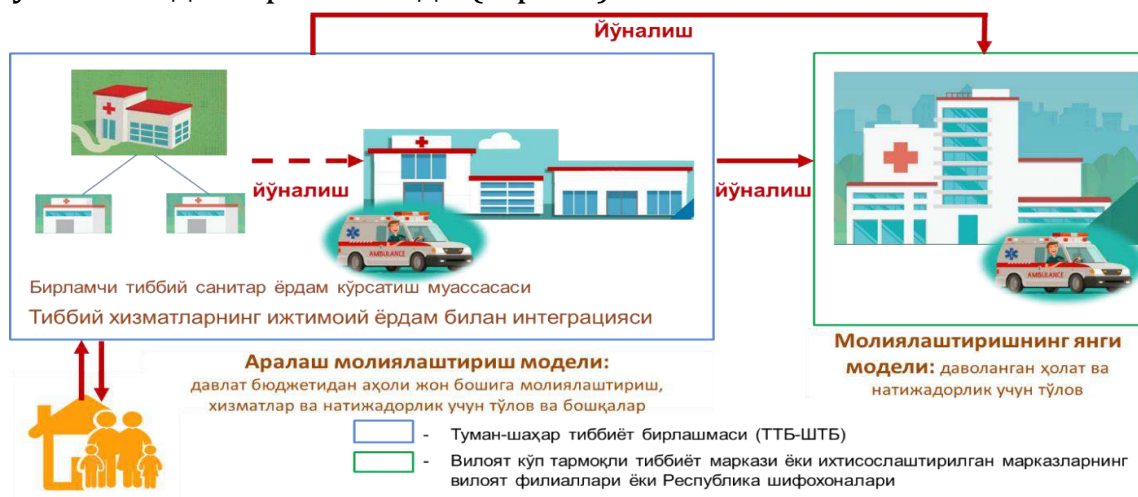 Йўналиш
йўналиш
йўналиш
AMBULANCE
AMBULANCE
Бирламчи тиббий санитар ёрдам кўрсатиш муассасаси
Тиббий хизматларнинг ижтимоий ёрдам билан интеграцияси
Аралаш молиялаштириш модели:
давлат бюджетидан аҳоли жон бошига молиялаштириш,
хизматлар ва натижадорлик учун тўлов ва бошқалар
Молиялаштиришнинг янги
модели: даволанган ҳолат ва
натижадорлик учун тўлов
- Туман-шаҳар тиббиёт бирлашмаси (ТТБ-ШТБ)
- Вилоят кўп тармоқли тиббиёт маркази ёки ихтисослаштирилган марказларнинг
вилоят филиаллари ёки Республика шифохоналари